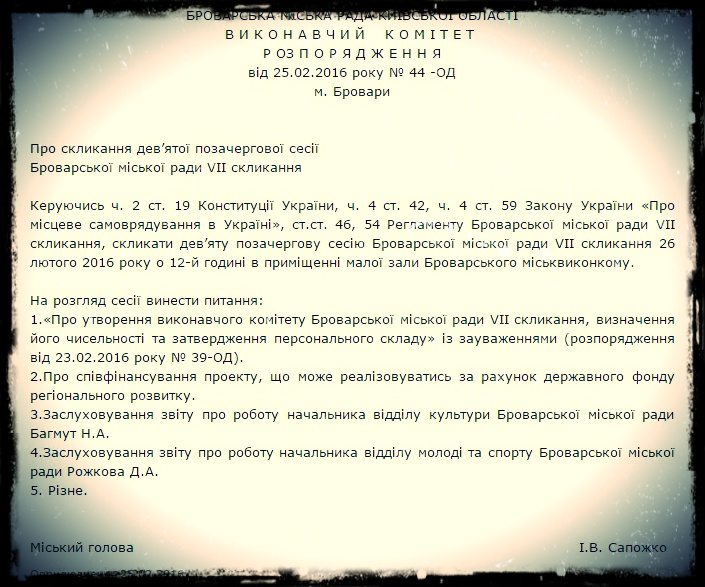 БРОВАРСЬКА МІСЬКА РАДА КИЇВСЬКОЇ ОБЛАСТІ
ВИКОНАВЧИЙ КОМІТЕТ
РОЗПОРЯДЖЕННЯ
від 25.02.2016 року № 44 -ОД
м. Бровари
Про скликання дев’ятої позачергової сесії
Броварської міської ради VII скликання
Керуючись ч. 2 ст. 19 Конституції України, ч. 4 ст. 42, ч. 4 ст. 59 Закону України «Про
місцеве самоврядування в Україні», ст.ст. 46, 54 Регламенту Броварської міської ради VII
скликання, скликати дев’яту позачергову сесію Броварської міської ради VII скликання 26
лютого 2016 року о 12-й годині в приміщенні малої зали Броварського міськвиконкому.
На розгляд сесії винести питання:
1.«Про утворення виконавчого комітету Броварської міської ради VII скликання, визначення
його чисельності та затвердження персонального складу» із зауваженнями (розпорядження
від 23.02.2016 року № 39-ОД).
2.Про співфінансування проекту, що може реалізовуватись за рахунок державного фонду
регіонального розвитку.
3.Заслуховування звіту про роботу начальника відділу культури Броварської міської ради
Багмут Н.А.
4.Заслуховування звіту про роботу начальника відділу молоді та спорту Броварської міської
ради Рожкова Д.А.
5. Різне.
Міський голова І.В. Сапожко